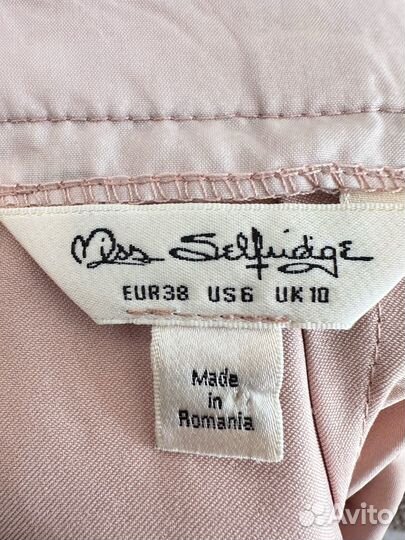 Miss Selfridge
EUR38 US6 UK10
Made
in
Romania
Avito